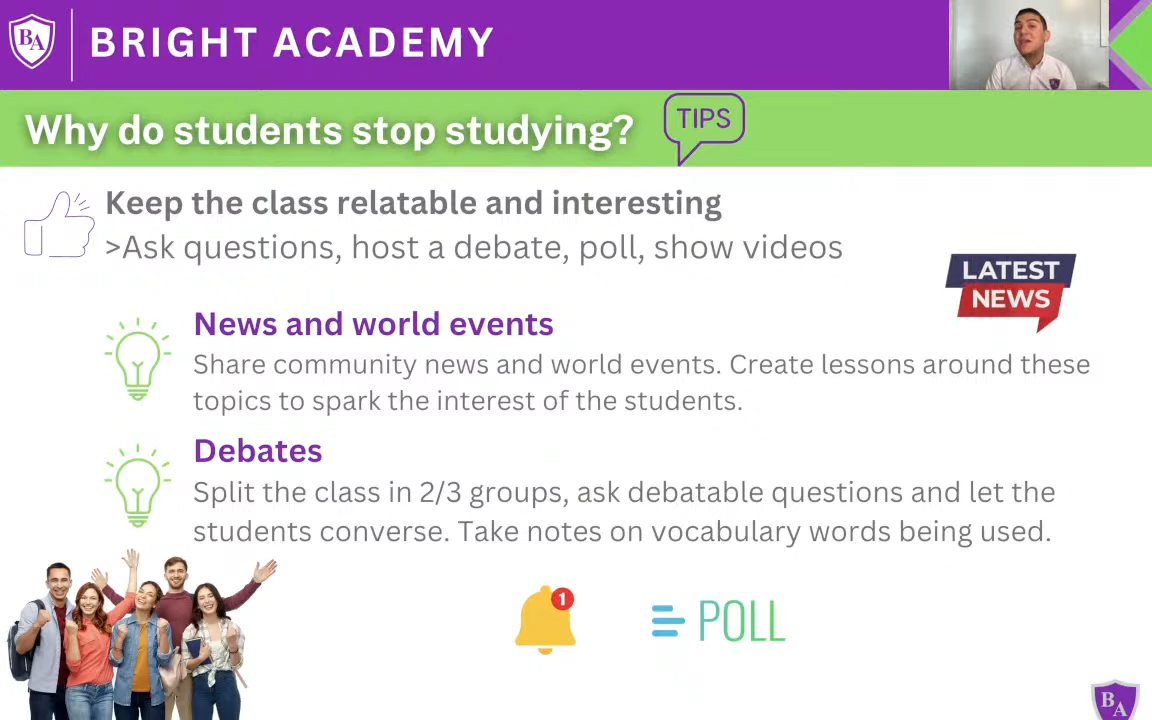 BA
BRIGHT ACADEMY
Why do students stop studying?
TIPS
Keep the class relatable and interesting
>Ask questions, host a debate, poll, show videos
LATEST
NEWS
News and world events
Share community news and world events. Create lessons around these
topics to spark the interest of the students.
Debates
Split the class in 2/3 groups, ask debatable questions and let the
students converse. Take notes on vocabulary words being used.
1
POLL
BA